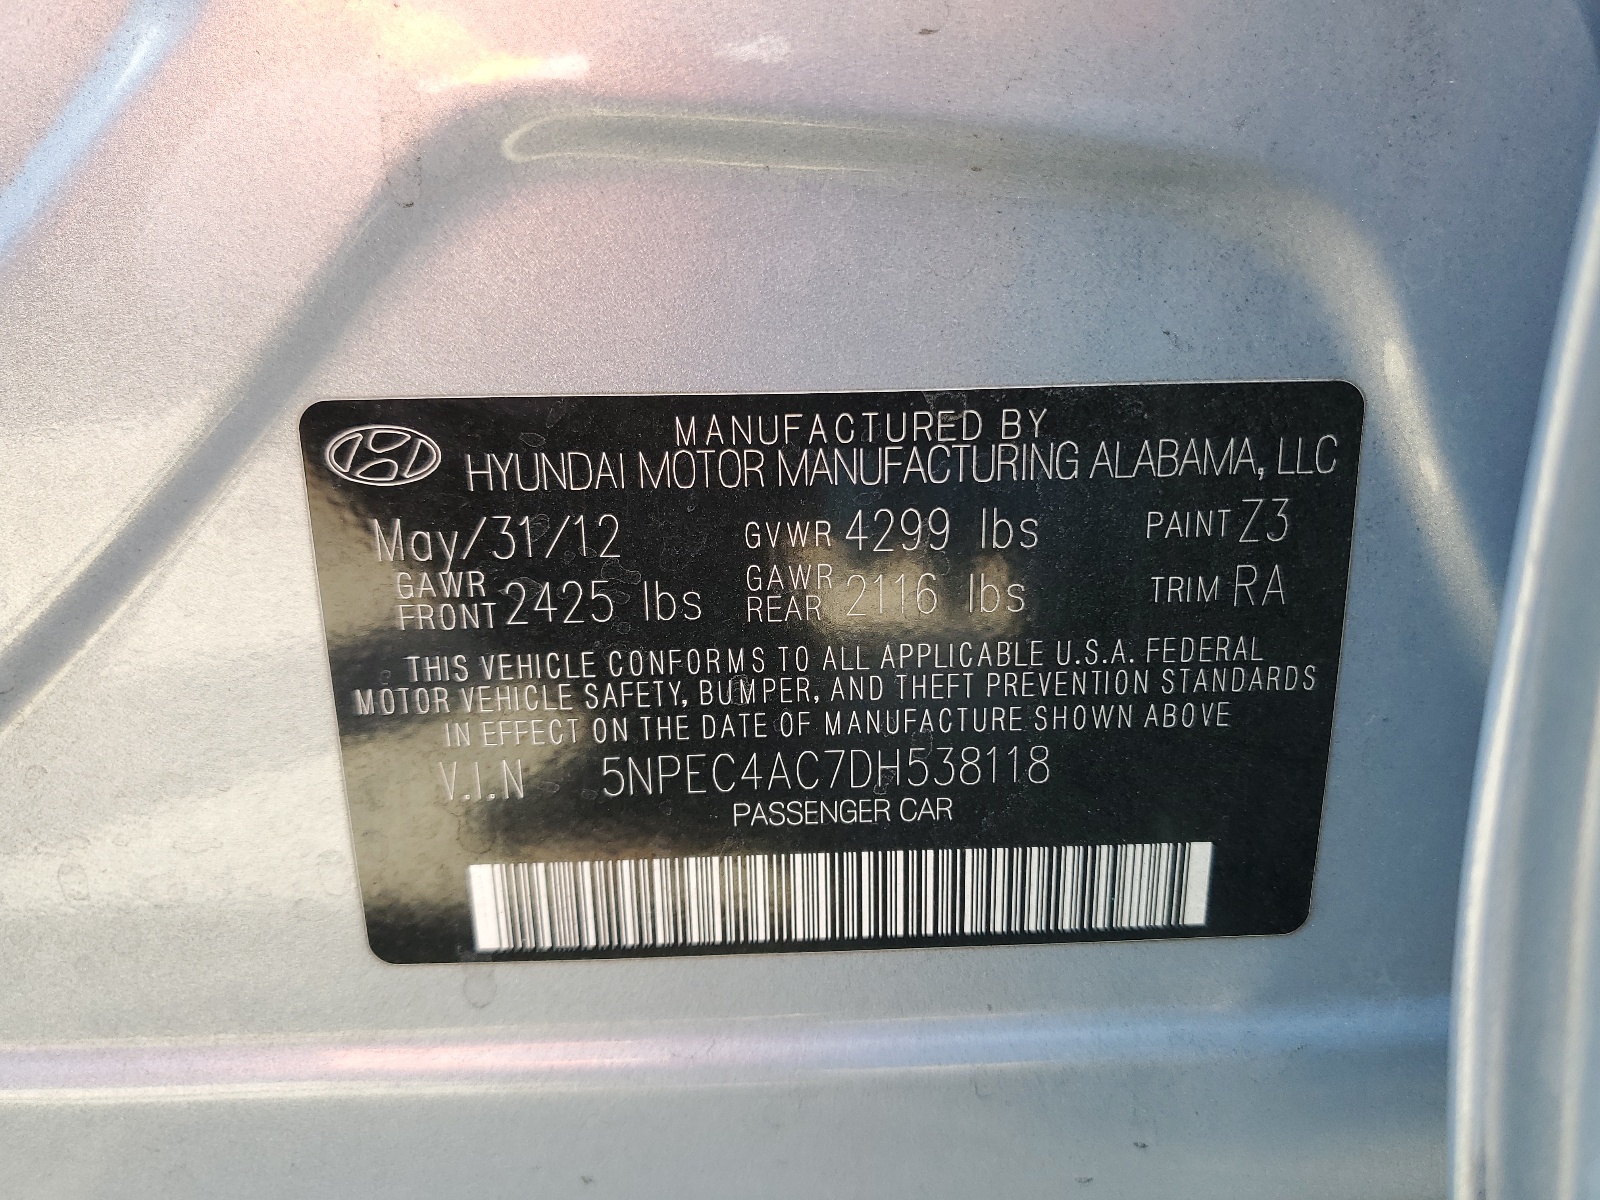 MANUFACTURED BY
HYUNDAI MOTOR MANUFACTURING ALABAMA, LLC
May/31/12 GVWR 4299 lbs PAINT Z3
GAWR FRONT 2425 lbs GAWR REAR 2116 lbs TRIM RA
THIS VEHICLE CONFORMS TO ALL APPLICABLE U.S.A. FEDERAL
MOTOR VEHICLE SAFETY, BUMPER, AND THEFT PREVENTION STANDARDS
IN EFFECT ON THE DATE OF MANUFACTURE SHOWN ABOVE
V.I.N 5NPEC4AC7DH538118
PASSENGER CAR